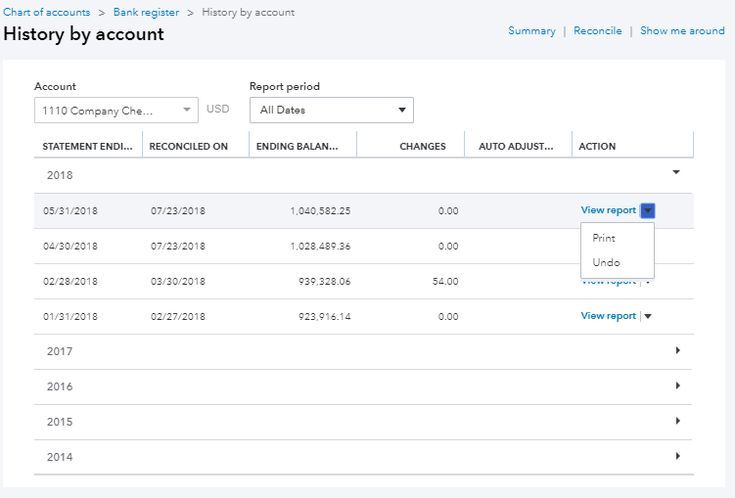 Chart of accounts > Bank register > History by account
History by account
Summary | Reconcile | Show me around
Account Report period
1110 Company Che... USD All Dates
STATEMENT ENDI... RECONCILED ON ENDING BALAN... CHANGES AUTO ADJUST... ACTION
2018
05/31/2018 07/23/2018 1,040,582.25 0.00 View report
04/30/2018 07/23/2018 1,028,489.36 0.00 Print
Undo
02/28/2018 03/30/2018 939,328.06 54.00 View report
01/31/2018 02/27/2018 923,916.14 0.00 View report
2017
2016
2015
2014